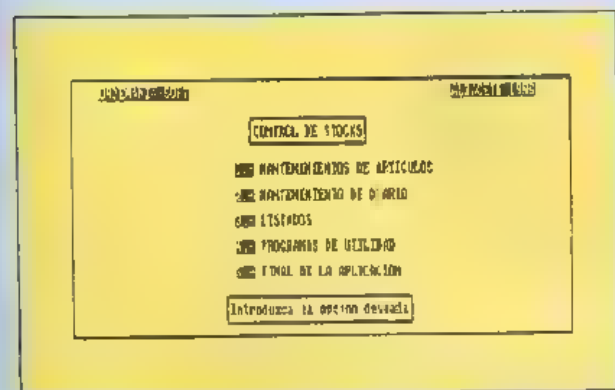 CONTROL DE STOCKS
MANTENIMIENTOS DE ARTICULOS
MANTENIMIENTO DE DIARIO
LISTADOS
PROGRAMAS DE UTILIDAD
FINAL DE LA APLICACION
Introduzca la opcion deseada